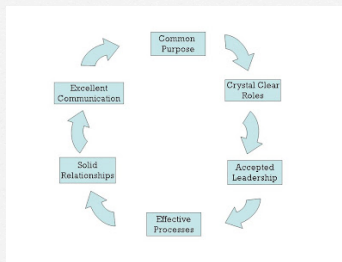 Common
Purpose
Crystal Clear
Roles
Accepted
Leadership
Effective
Processes
Solid
Relationships
Excellent
Communication